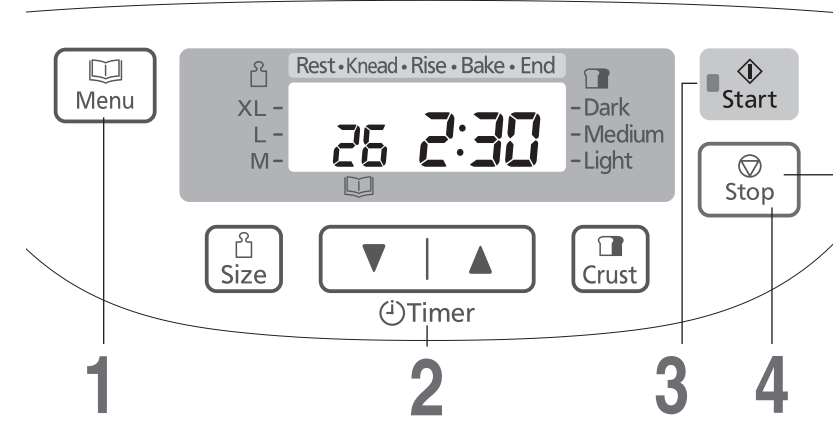 Menu
Rest • Knead • Rise • Bake • End
XL –
L –
M –
26 2:30
– Dark
– Medium
– Light
Start
Stop
Size
▼ | ▲
Crust
Timer
1
2
3
4